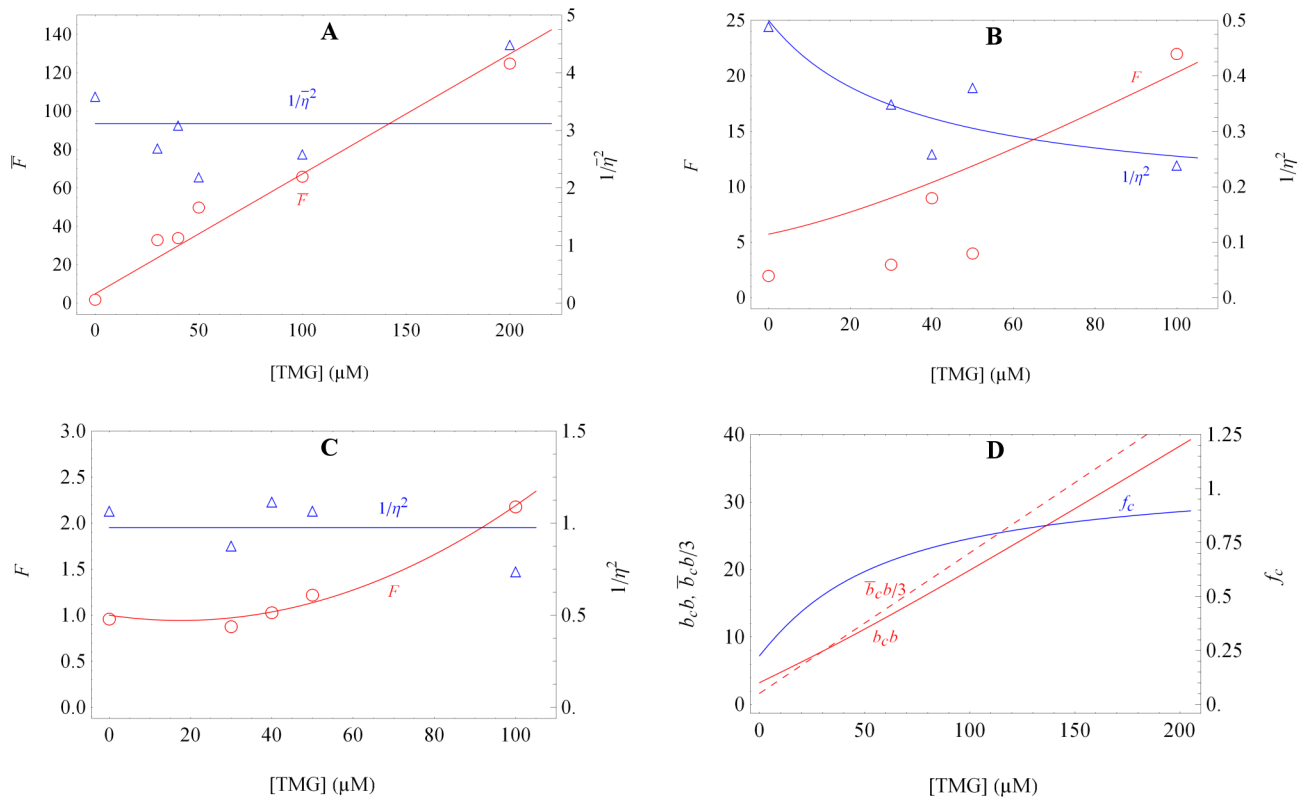 A
F̅
1/η̅²
140
120
100
80
60
40
20
0
5
4
3
2
1
0
1/η̅²
F̅
0
50
100
150
200
[TMG] (µM)
B
F
1/η²
25
20
15
10
5
0
0.5
0.4
0.3
0.2
0.1
0.
F
1/η²
0
20
40
60
80
100
[TMG] (µM)
C
F
1/η²
3.0
2.5
2.0
1.5
1.0
0.5
0.0
1.5
1
0.5
0.
1/η²
F
0
20
40
60
80
100
[TMG] (µM)
D
b_c b, b̅_c b/3
f_c
40
30
20
10
0
1.25
1
0.75
0.5
0.25
0.
f_c
b̅_c b/3
b_c b
0
50
100
150
200
[TMG] (µM)